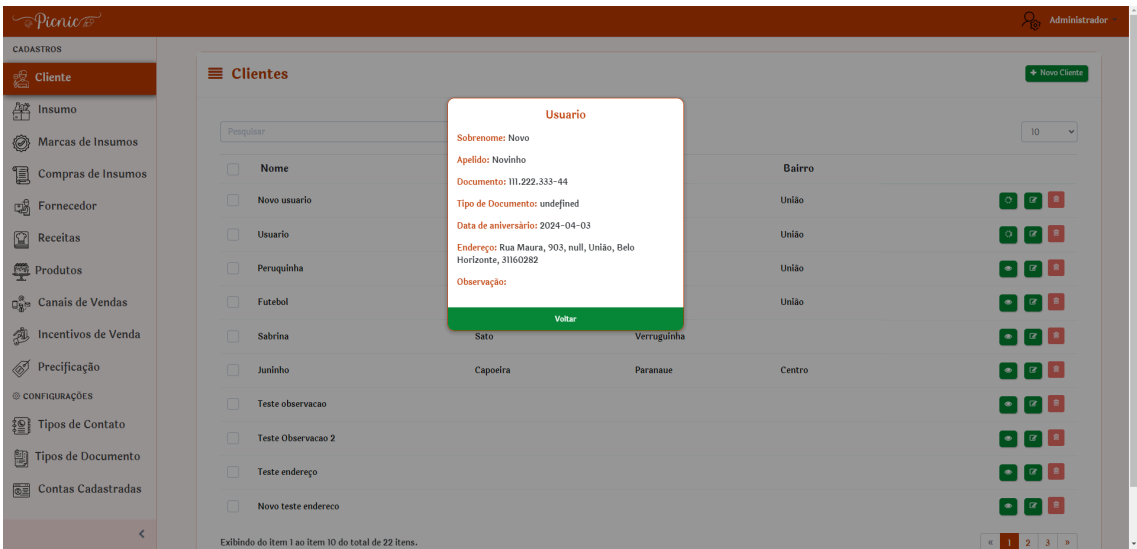 Picnic
Administrador
CADASTROS
Cliente
Insumo
Marcas de Insumos
Compras de Insumos
Fornecedor
Receitas
Produtos
Canais de Vendas
Incentivos de Venda
Precificação
CONFIGURAÇÕES
Tipos de Contato
Tipos de Documento
Contas Cadastradas
<
Clientes
+ Novo Cliente
Pesquisar
10
Nome
Bairro
Novo usuario União
Usuario União
Peruquinha União
Futebol União
Sabrina Sato Verruguinha
Juninho Capoeira Paranaue Centro
Teste observacao
Teste Observacao 2
Teste endereço
Novo teste endereco
Exibindo do item 1 ao item 10 do total de 22 itens.
« 1 2 3 »
Usuario
Sobrenome: Novo
Apelido: Novinho
Documento: 111.222.333-44
Tipo de Documento: undefined
Data de aniversário: 2024-04-03
Endereço: Rua Maura, 903, null, União, Belo
Horizonte, 31160282
Observação:
Voltar